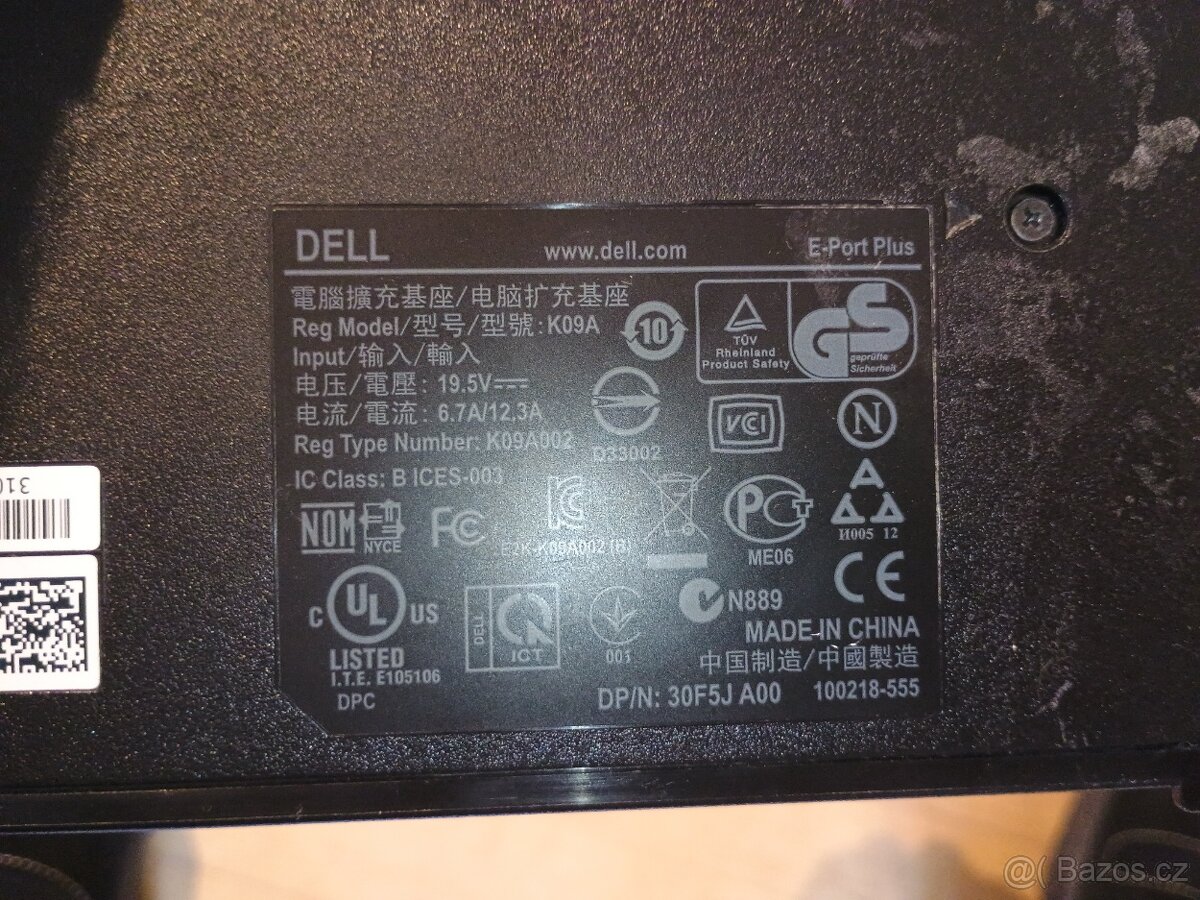 DELL www.dell.com E-Port Plus
電腦擴充基座/电脑扩充基座
Reg Model/型号/型號: K09A
Input/输入/輸入
电压/電壓: 19.5V
电流/電流: 6.7A/12.3A
Reg Type Number: K09A002
IC Class: B ICES-003
10
TÜV
Rheinland
Product Safety
GS
geprüfte
Sicherheit
D33002
VCI
N
NOM
NYCE
FC
E2K-K09A002 (B)
PCT
ME06
И005 12
CE
C UL US
LISTED
I.T.E. E105106
DPC
DELL
ICT
001
N889
MADE IN CHINA
中国制造/中國製造
DP/N: 30F5J A00 100218-555
310
@( Bazoš.cz